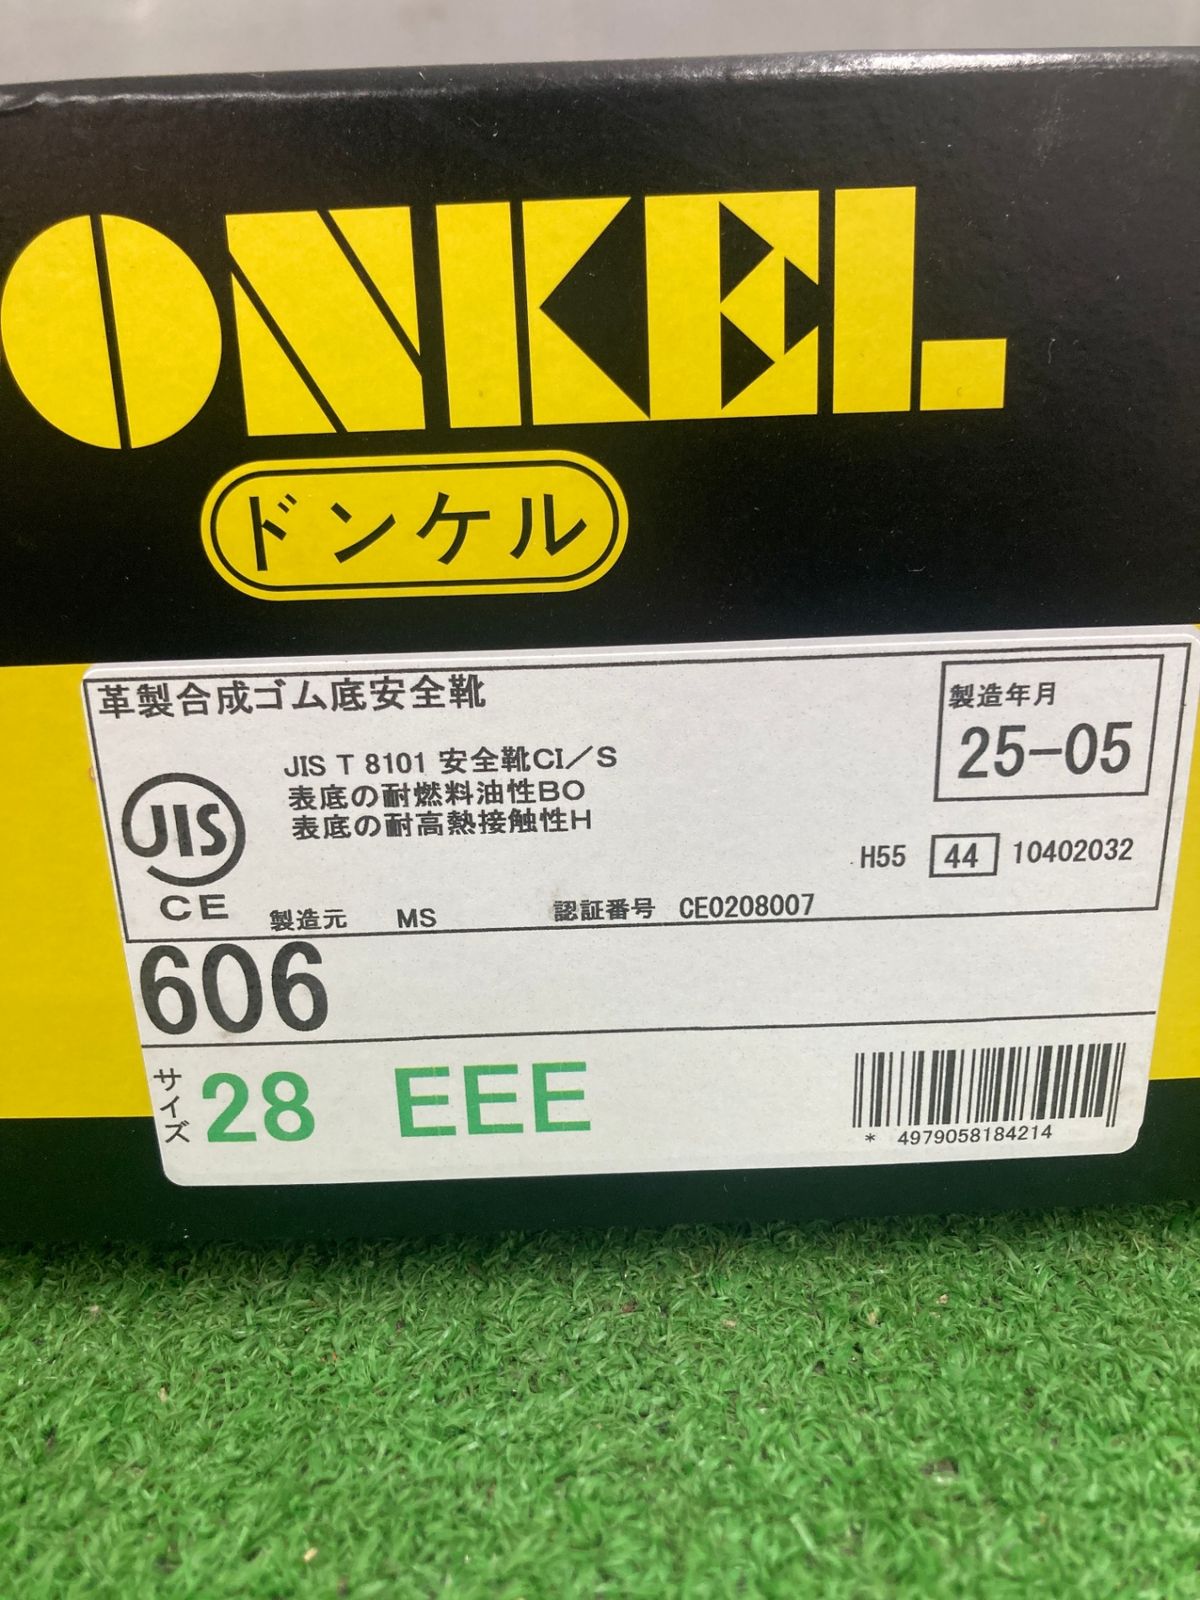 ONKEL.
ドンケル
革製合成ゴム底安全靴
製造年月
25-05
JIS T 8101 安全靴CI/S
表底の耐燃料油性BO
表底の耐高熱接触性H
JIS
CE
H55 44 10402032
製造元 MS 認証番号 CE0208007
606
サイズ 28 EEE
* 4979058184214